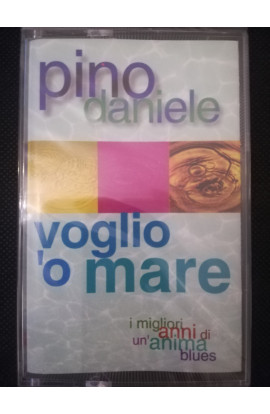 pino
daniele
voglio
'o mare
i migliori
anni di
un'anima
blues